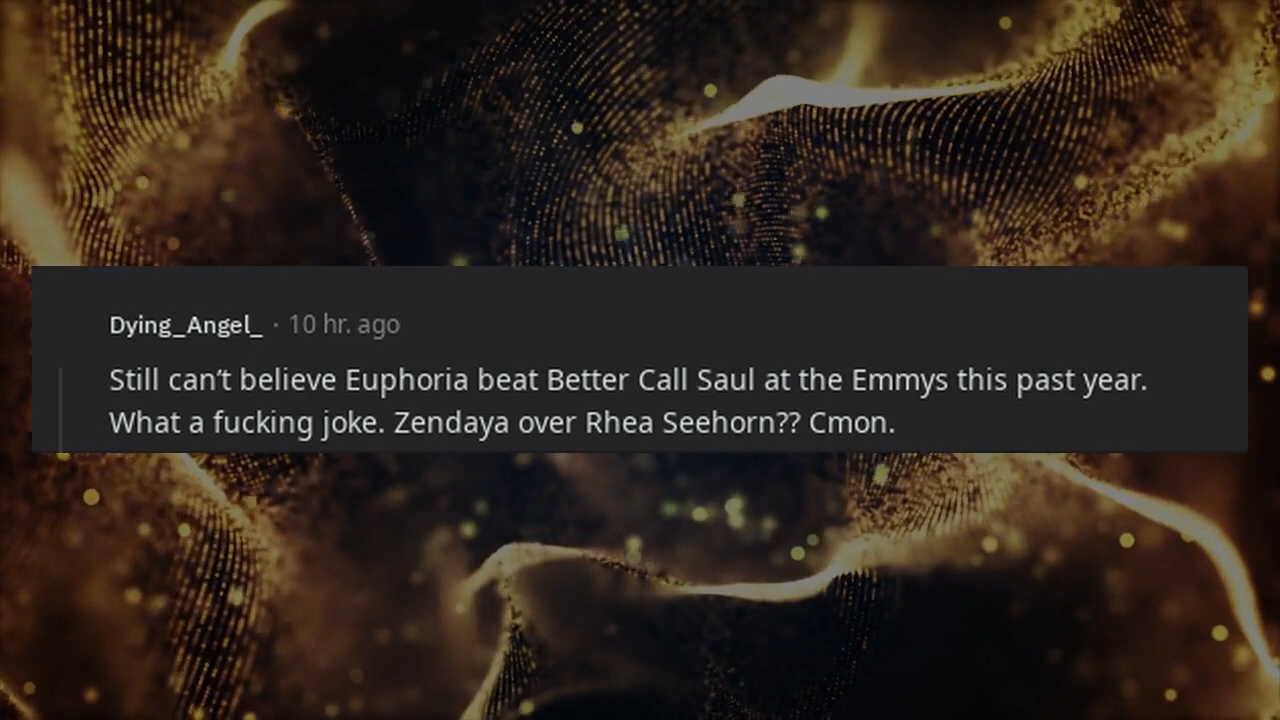 Dying_Angel_ · 10 hr. ago
Still can’t believe Euphoria beat Better Call Saul at the Emmys this past year.
What a fucking joke. Zendaya over Rhea Seehorn?? Cmon.